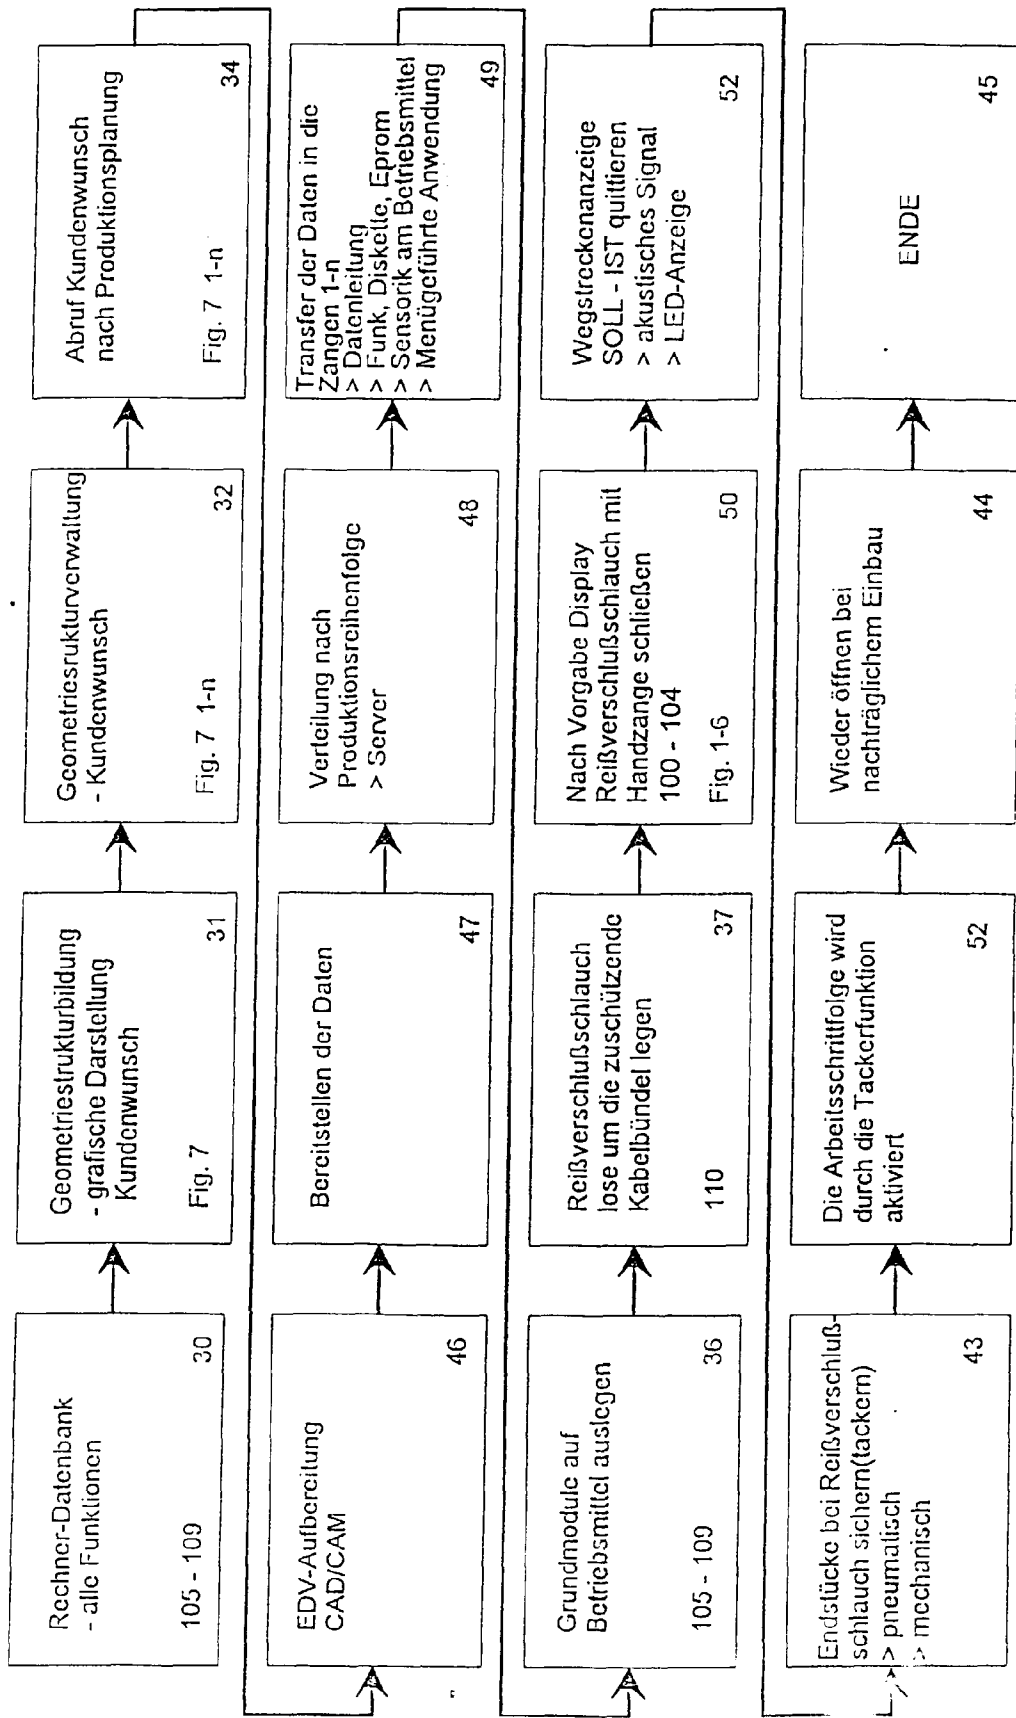 Rechner-Datenbank
- alle Funktionen
105 - 109
30
Geometriestrukturbildung
- grafische Darstellung
Kundenwunsch
Fig. 7
31
Geometriesrukturverwaltung
- Kundenwunsch
Fig. 7 1-n
32
Abruf Kundenwunsch
nach Produktionsplanung
Fig. 7 1-n
34
EDV-Aufbereitung
CAD/CAM
46
Bereitstellen der Daten
47
Verteilung nach
Produktionsreihenfolge
> Server
48
Transfer der Daten in die
Zangen 1-n
> Datenleitung
> Funk, Diskette, Eprom
> Sensorik am Betriebsmittel
> Menügeführte Anwendung
49
Grundmodule auf
Betriebsmittel auslegen
105 - 109
36
Reißverschlußschlauch
lose um die zuschützende
Kabelbündel legen
110
37
Nach Vorgabe Display
Reißverschlußschlauch mit
Handzange schließen
100 - 104
Fig. 1-6
50
Wegstreckenanzeige
SOLL - IST quittieren
> akustisches Signal
> LED-Anzeige
52
Endstücke bei Reißverschluß-
schlauch sichern(tackern)
> pneumatisch
> mechanisch
43
Die Arbeitsschrittfolge wird
durch die Tackerfunktion
aktiviert
52
Wieder öffnen bei
nachträglichem Einbau
44
ENDE
45